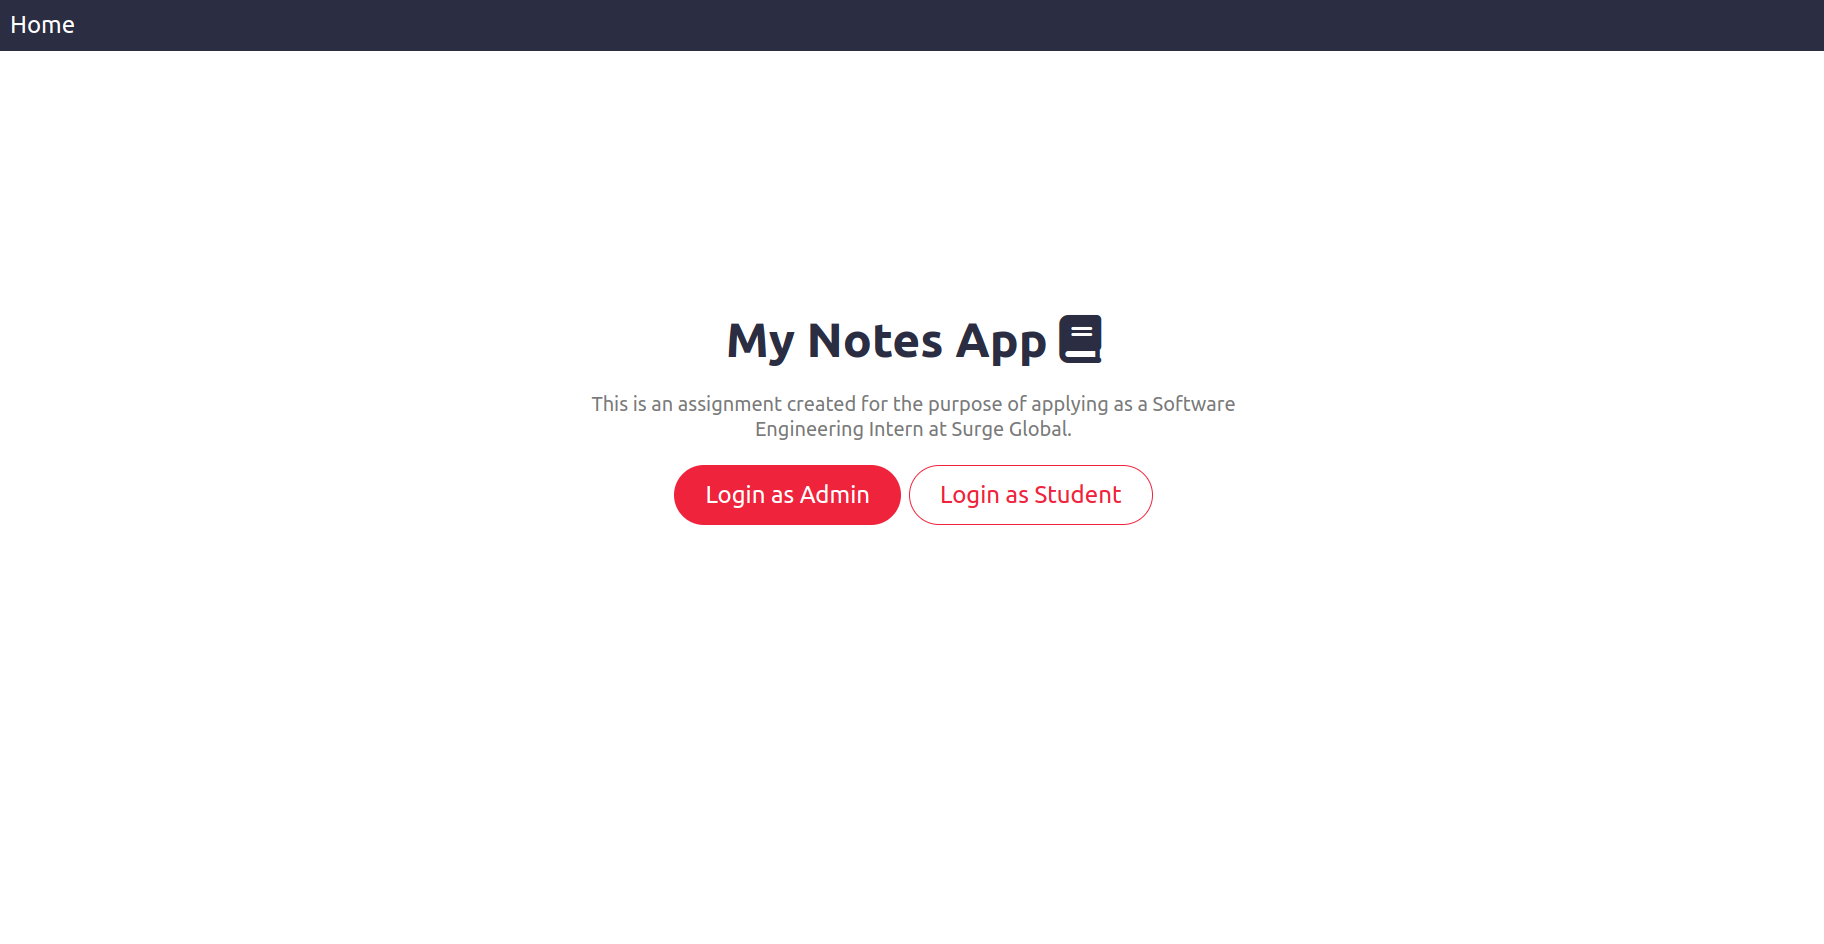 Home
My Notes App
This is an assignment created for the purpose of applying as a Software
Engineering Intern at Surge Global.
Login as Admin
Login as Student